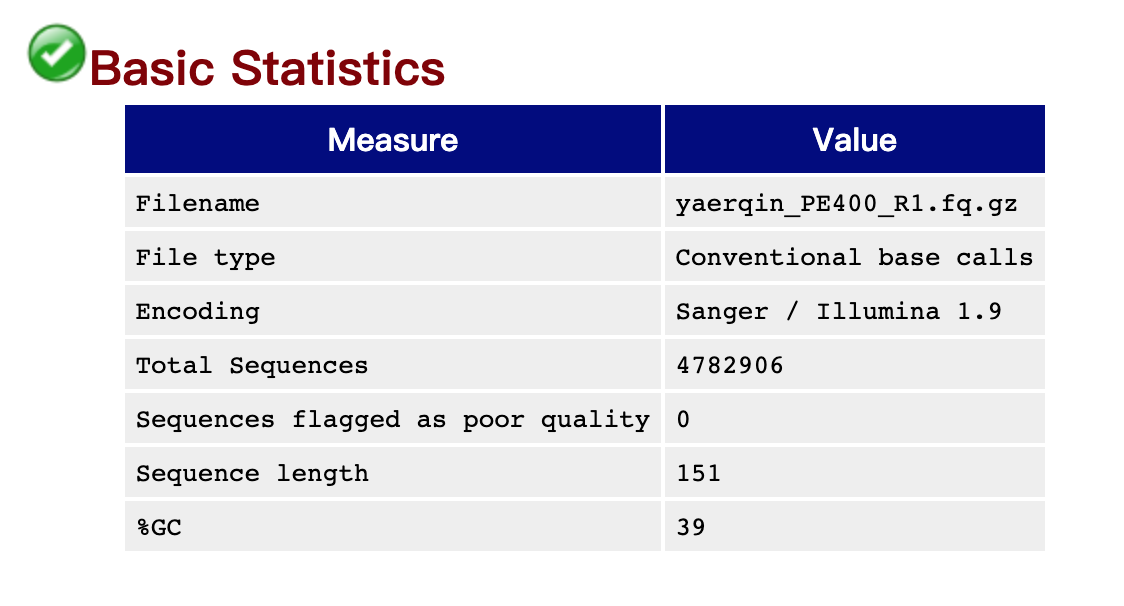 Basic Statistics
Measure Value
Filename yaerqin_PE400_R1.fq.gz
File type Conventional base calls
Encoding Sanger / Illumina 1.9
Total Sequences 4782906
Sequences flagged as poor quality 0
Sequence length 151
%GC 39